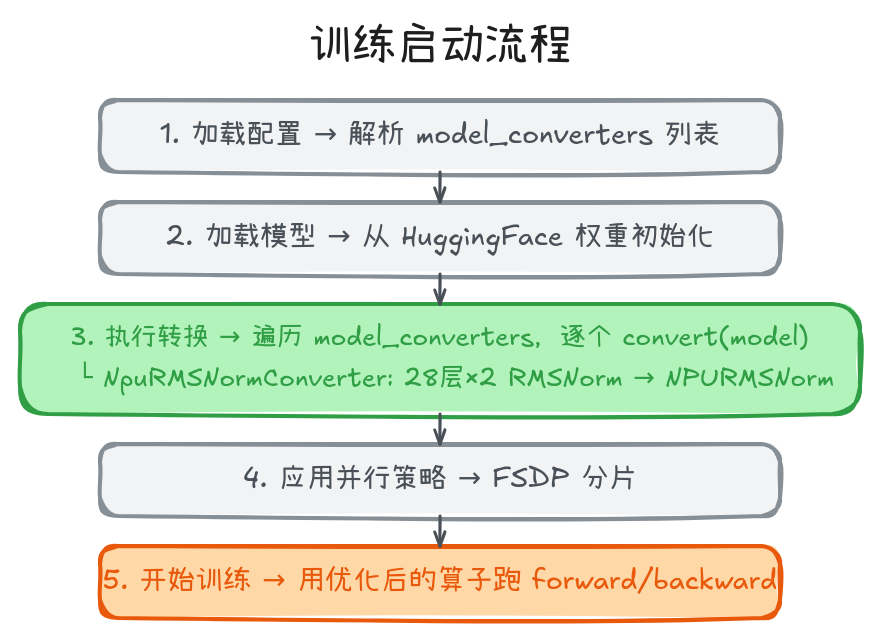 训练启动流程
1. 加载配置 → 解析 model_converters 列表
2. 加载模型 → 从 HuggingFace 权重初始化
3. 执行转换 → 遍历 model_converters, 逐个 convert(model)
└ NpuRMSNormConverter: 28层×2 RMSNorm → NPURMSNorm
4. 应用并行策略 → FSDP 分片
5. 开始训练 → 用优化后的算子跑 forward/backward